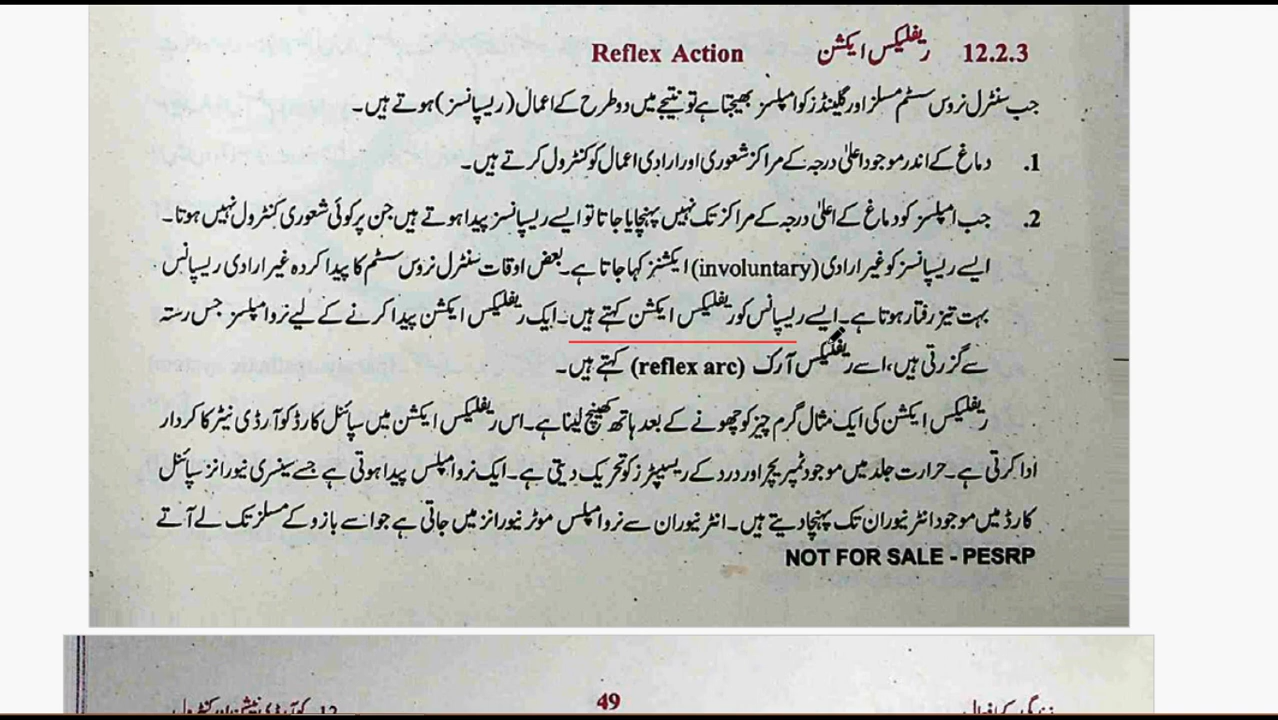 12.2.3 ریفلیکس ایکشن Reflex Action
جب سنٹرل نروس سسٹم مسلز اور گلینڈز کو امپلسز بھیجتا ہے تو نتیجے میں دو طرح کے اعمال (ریسپانسز) ہوتے ہیں۔
1. دماغ کے اندر موجود اعلیٰ درجہ کے مراکز شعوری اور ارادی اعمال کو کنٹرول کرتے ہیں۔
2. جب امپلسز کو دماغ کے اعلیٰ درجہ کے مراکز تک نہیں پہنچایا جاتا تو ایسے ریسپانسز پیدا ہوتے ہیں جن پر کوئی شعوری کنٹرول نہیں ہوتا۔
ایسے ریسپانسز کو غیر ارادی (involuntary) ایکشنز کہا جاتا ہے۔ بعض اوقات سنٹرل نروس سسٹم کا پیدا کردہ غیر ارادی ریسپانس
بہت تیز رفتار ہوتا ہے۔ ایسے ریسپانس کو ریفلیکس ایکشن کہتے ہیں۔ ایک ریفلیکس ایکشن پیدا کرنے کے لیے نرو امپلسز جس رستہ
سے گزرتی ہیں، اسے ریفلیکس آرک (reflex arc) کہتے ہیں۔
ریفلیکس ایکشن کی ایک مثال گرم چیز کو چھونے کے بعد ہاتھ کھینچ لینا ہے۔ اس ریفلیکس ایکشن میں سپائنل کارڈ کوآرڈی نیٹر کا کردار
ادا کرتی ہے۔ حرارت جلد میں موجود ٹمپریچر اور درد کے ریسیپٹرز کو تحریک دیتی ہے۔ ایک نرو امپلس پیدا ہوتی ہے جسے سینسری نیورانز سپائنل
کارڈ میں موجود انٹر نیوران تک پہنچا دیتے ہیں۔ انٹر نیوران سے نرو امپلس موٹر نیورانز میں جاتی ہے جو اسے بازو کے مسلز تک لے آتے
NOT FOR SALE - PESRP
49